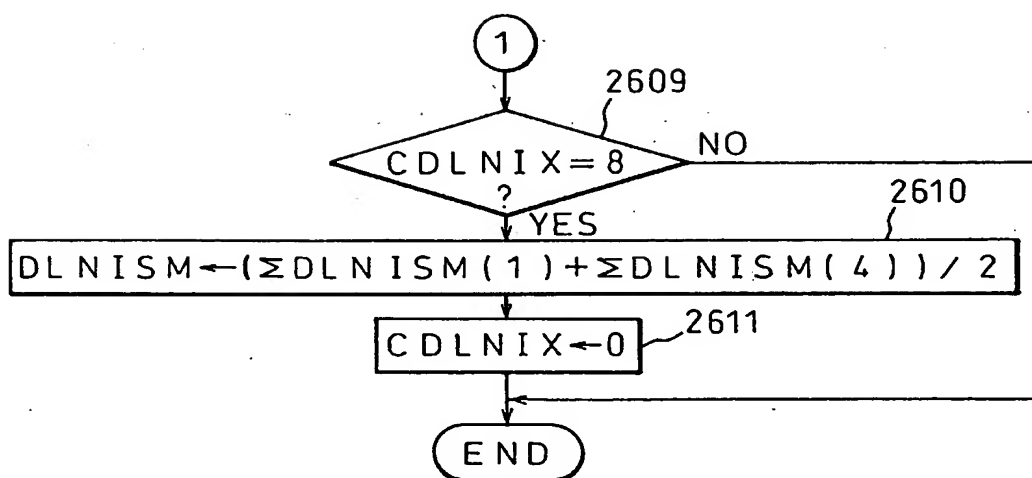 1
2609
CDLNIX=8
?
NO
YES
2610
DLNISM←(ΣDLNISM(1)+ΣDLNISM(4))/2
2611
CDLNIX←0
END